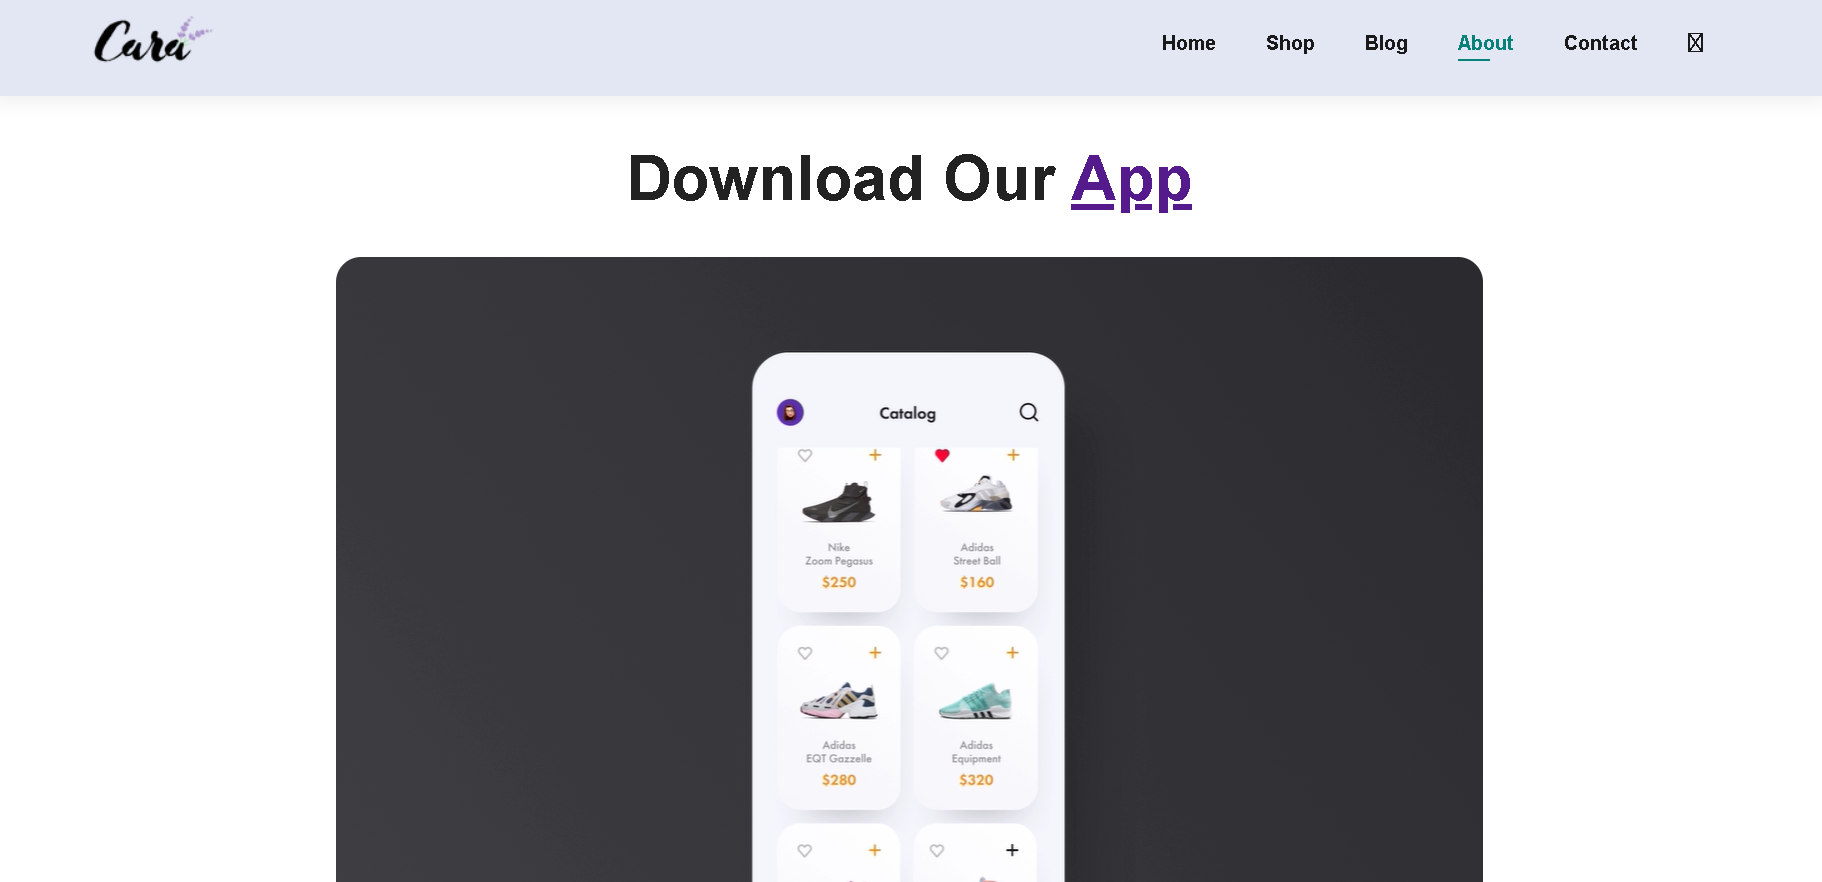 Cara
Home Shop Blog About Contact
Download Our App
Catalog
Nike
Zoom Pegasus
$250
Adidas
Street Ball
$160
Adidas
EQT Gazzelle
$280
Adidas
Equipment
$320